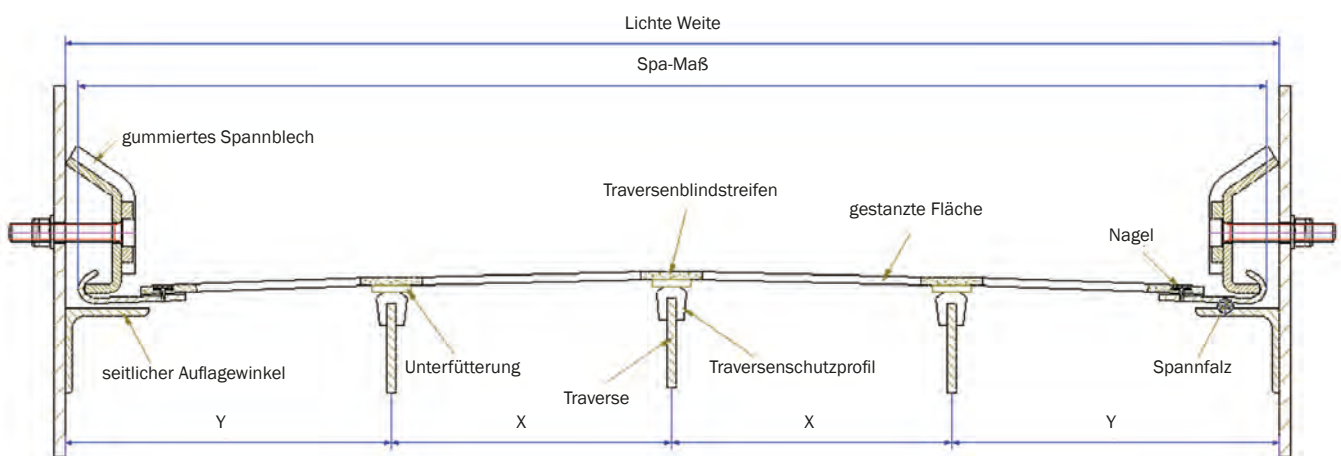 Lichte Weite
Spa-Maß
gummiertes Spannblech
Traversenblindstreifen
gestanzte Fläche
Nagel
seitlicher Auflagewinkel
Unterfütterung
Traverse
Traversenschutzprofil
Spannfalz
Y
X
X
Y